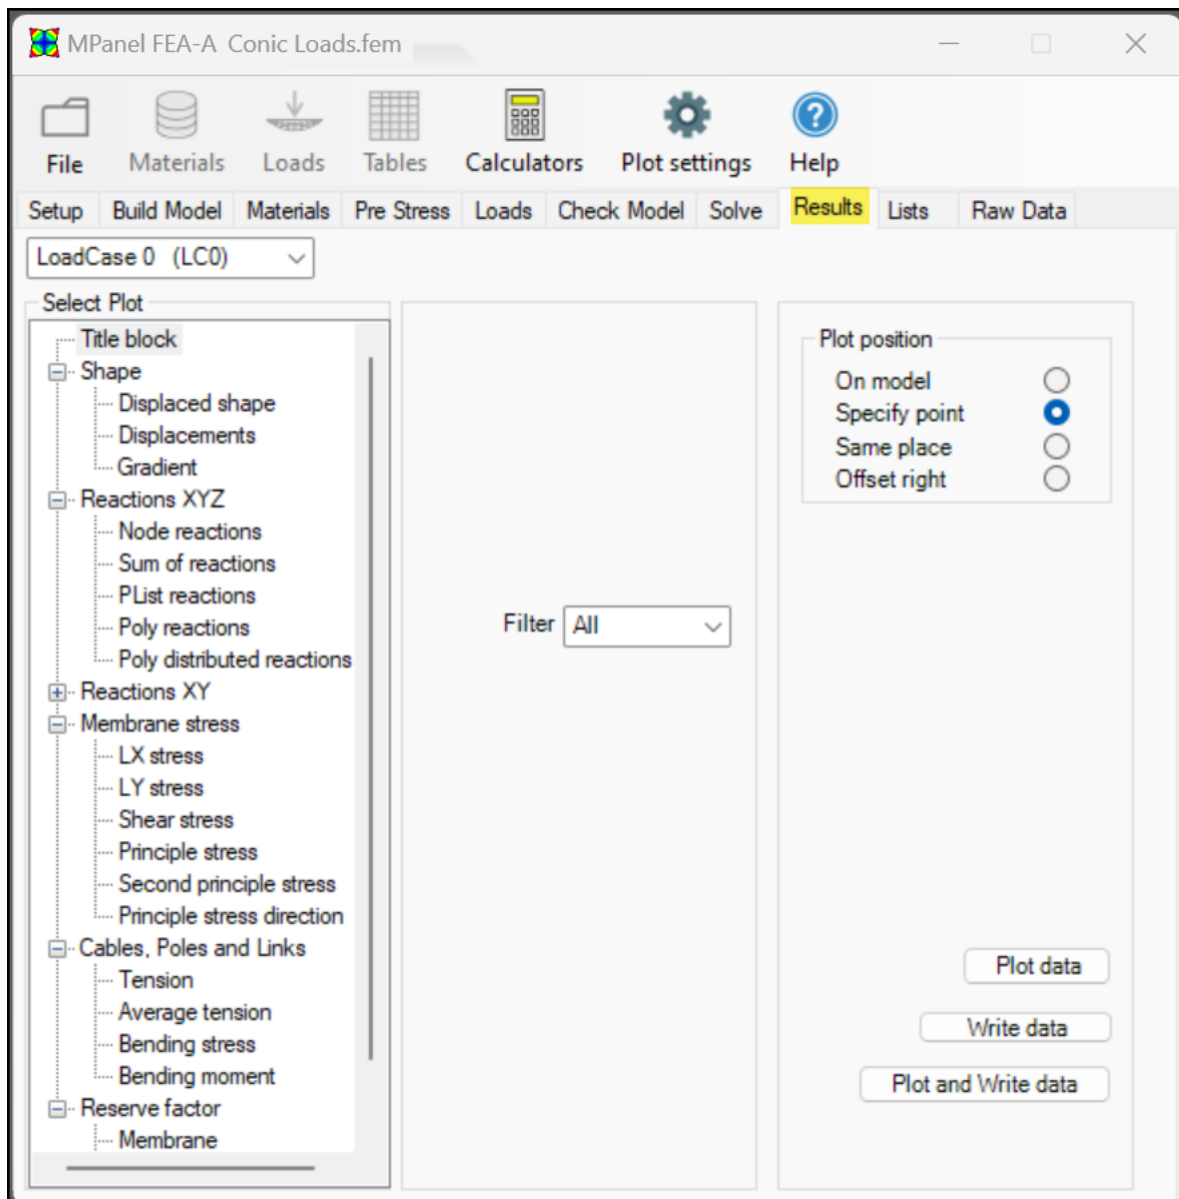 MPanel FEA-A Conic Loads.fem
File Materials Loads Tables Calculators Plot settings Help
Setup Build Model Materials Pre Stress Loads Check Model Solve Results Lists Raw Data
LoadCase 0 (LC0)
Select Plot
Title block
Shape
Displaced shape
Displacements
Gradient
Reactions XYZ
Node reactions
Sum of reactions
PList reactions
Poly reactions
Poly distributed reactions
Reactions XY
Membrane stress
LX stress
LY stress
Shear stress
Principle stress
Second principle stress
Principle stress direction
Cables, Poles and Links
Tension
Average tension
Bending stress
Bending moment
Reserve factor
Membrane
Filter All
Plot position
On model
Specify point
Same place
Offset right
Plot data
Write data
Plot and Write data